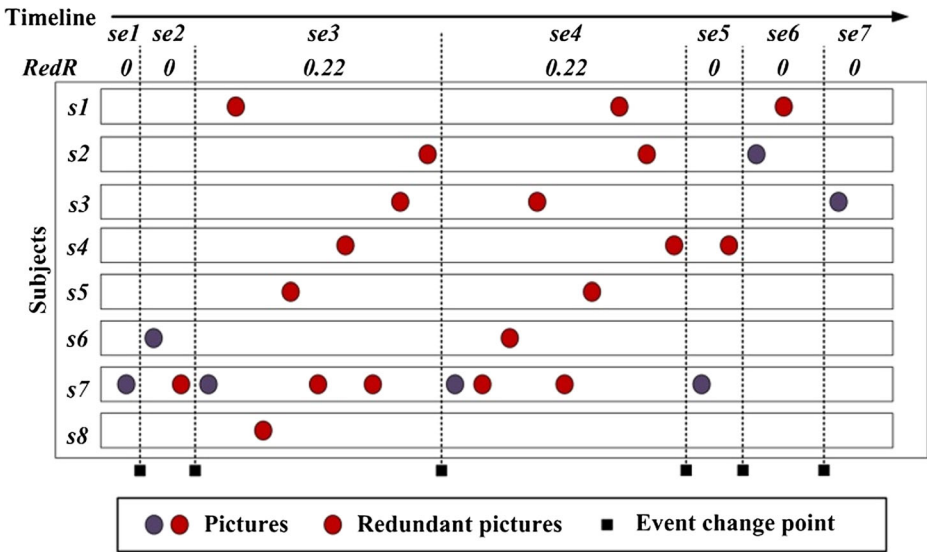 Timeline
se1 se2 se3 se4 se5 se6 se7
RedR 0 0 0.22 0.22 0 0 0
Subjects
s1
s2
s3
s4
s5
s6
s7
s8
Pictures Redundant pictures Event change point